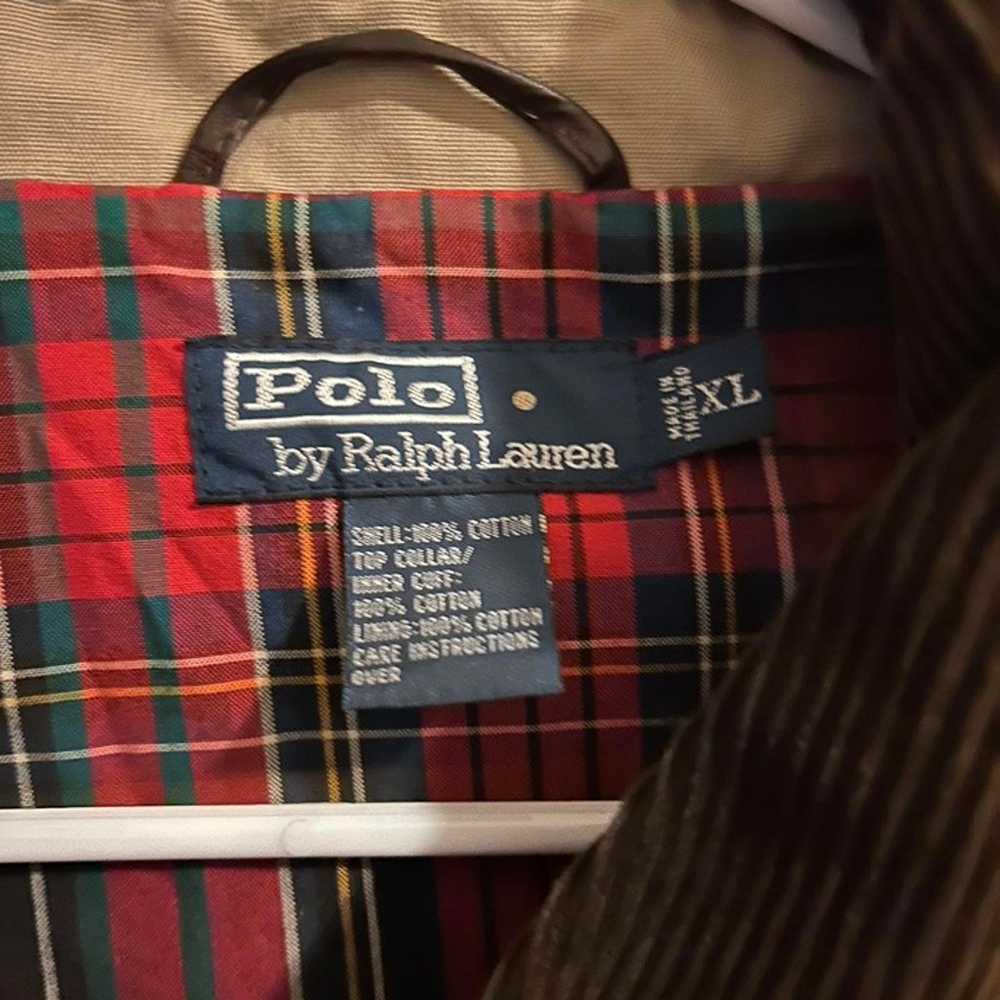 Polo
by Ralph Lauren
MADE IN
THAILAND
XL
SHELL:100% COTTON
TOP COLLAR/
INNER CUFF:
100% COTTON
LINING:100% COTTON
CARE INSTRUCTIONS
OVER